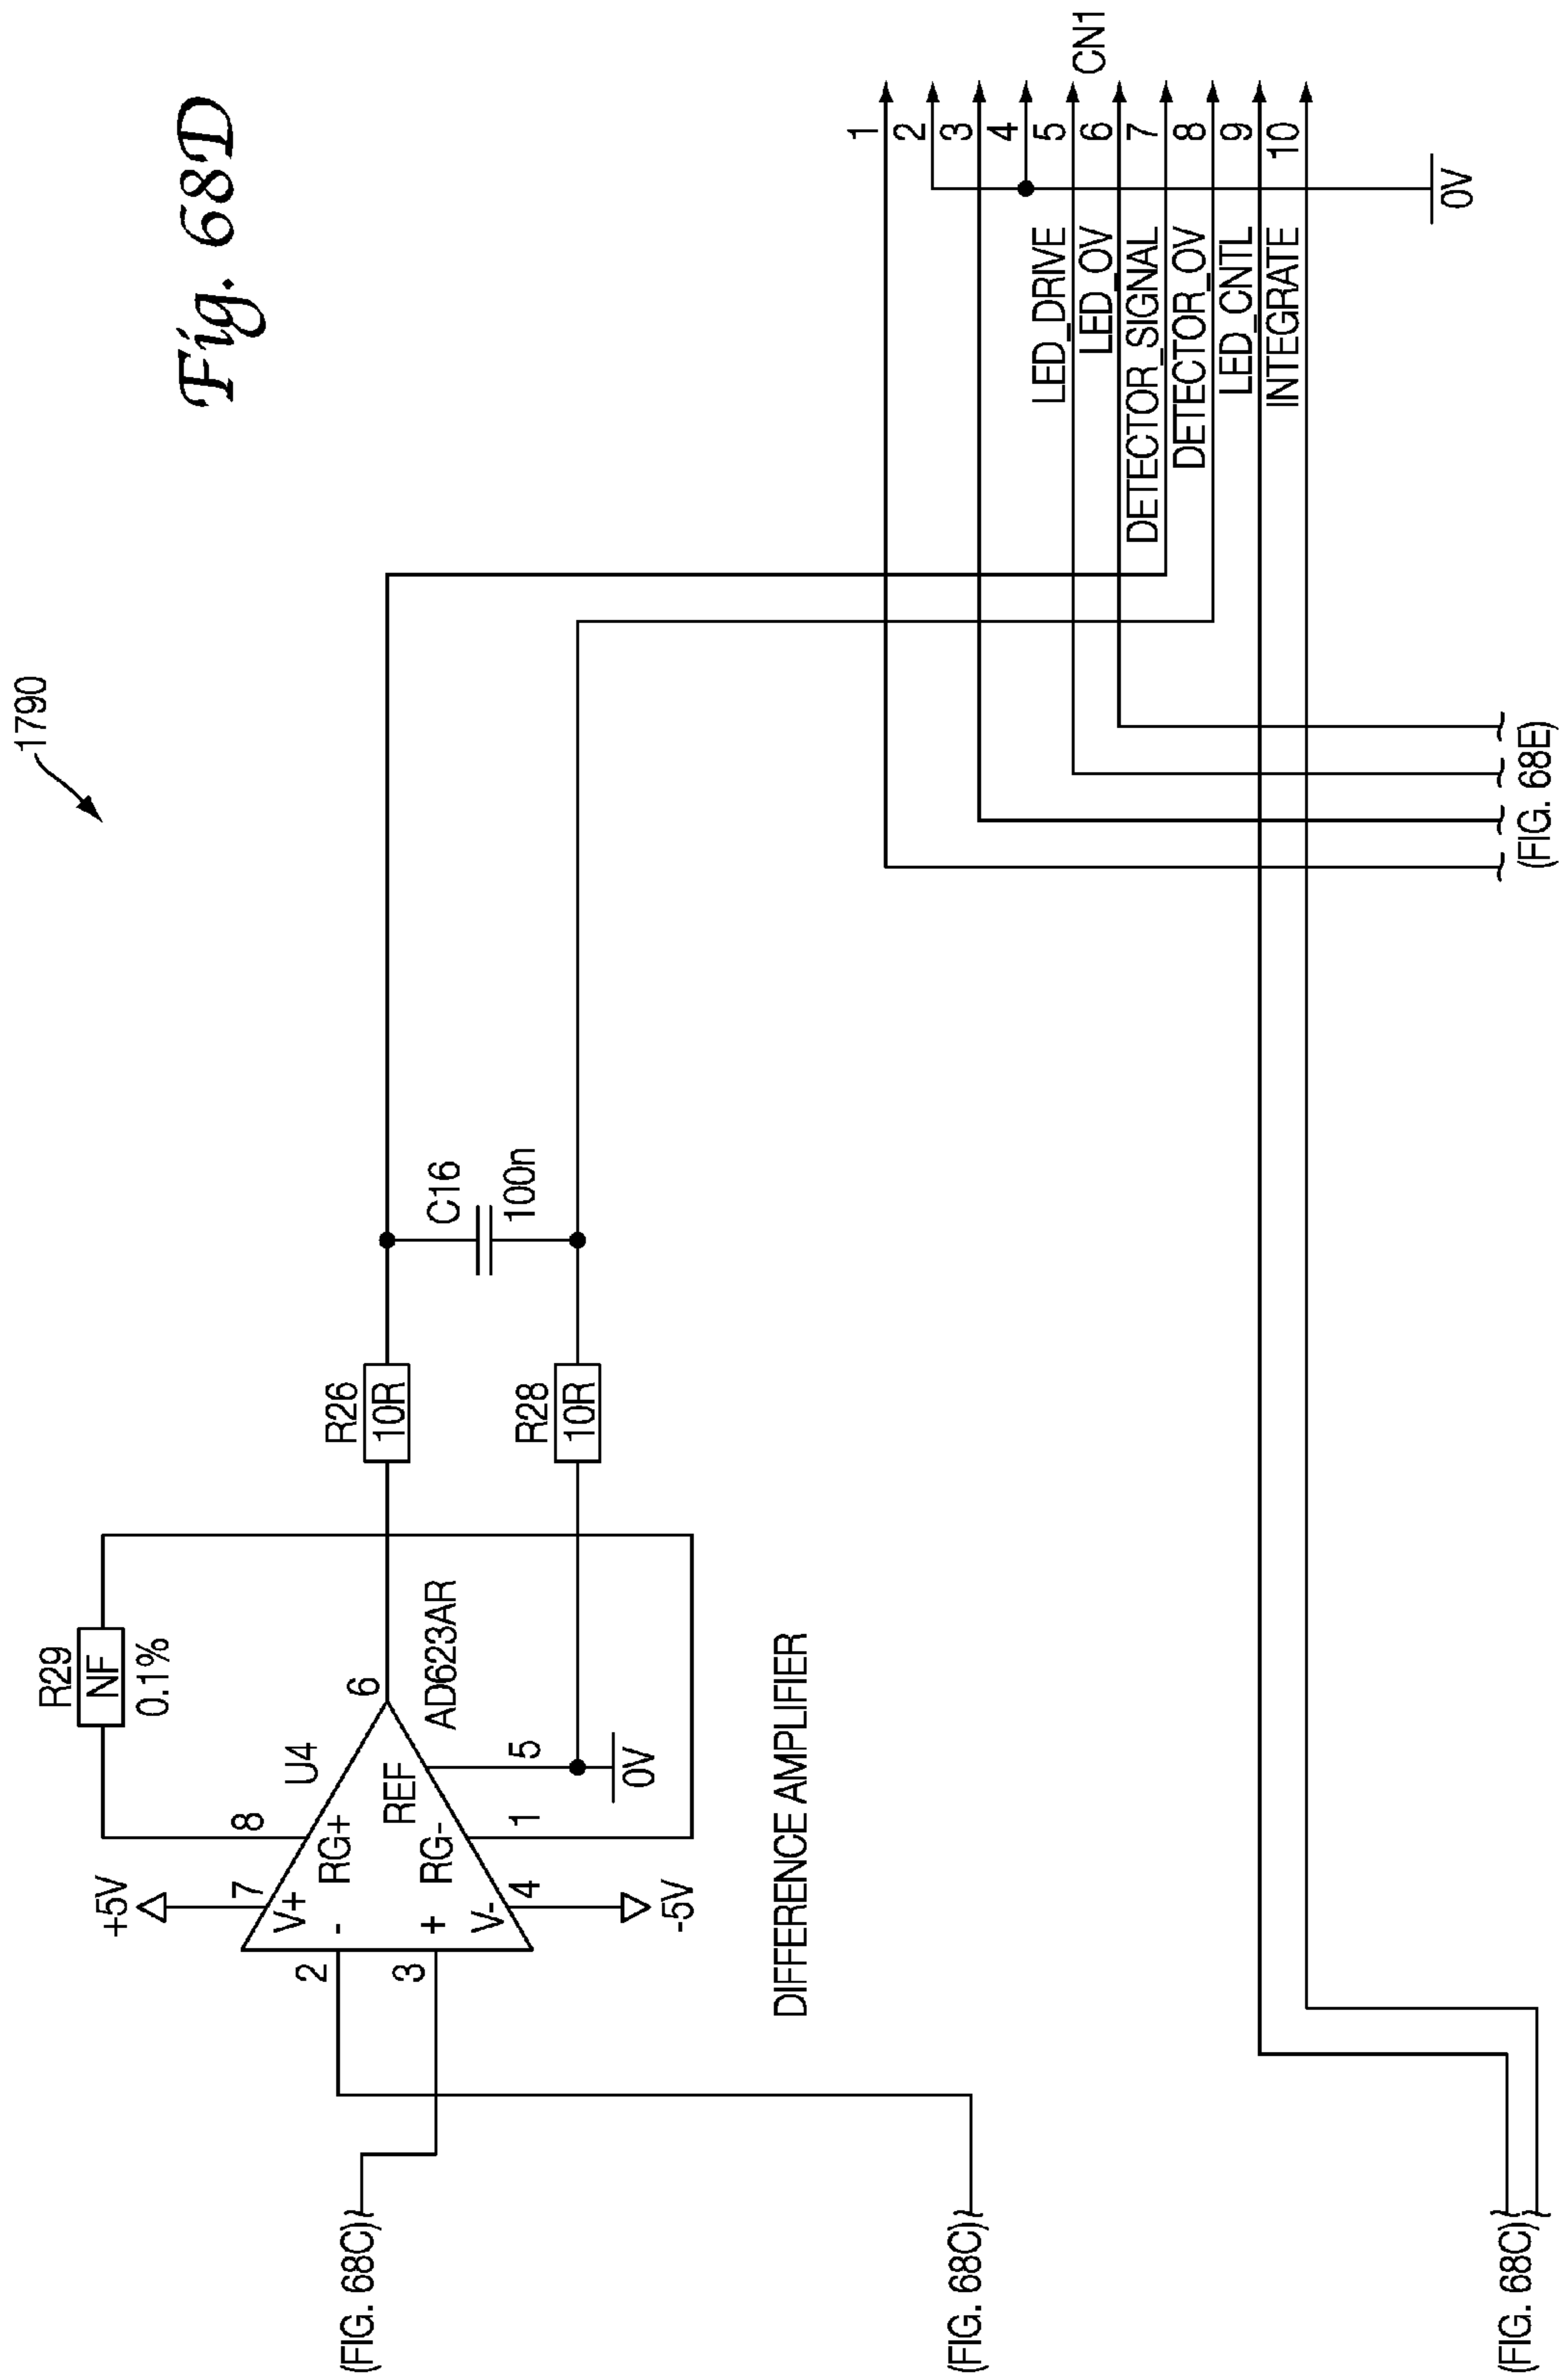 Fig. 68D
1790
R29
NF
0.1%
+5V
7
V+
8
RG+
U4
2
-
3
+
REF
6
RG-
V-
4
-5V
1
5
0V
AD623AR
R26
10R
R28
10R
C16
100n
DIFFERENCE AMPLIFIER
(FIG. 68C)
(FIG. 68C)
(FIG. 68C)
(FIG. 68E)
1
2
3
4
LED_DRIVE 5
CN1
LED_OV 6
DETECTOR_SIGNAL 7
DETECTOR_OV 8
LED_CNTL 9
INTEGRATE 10
0V